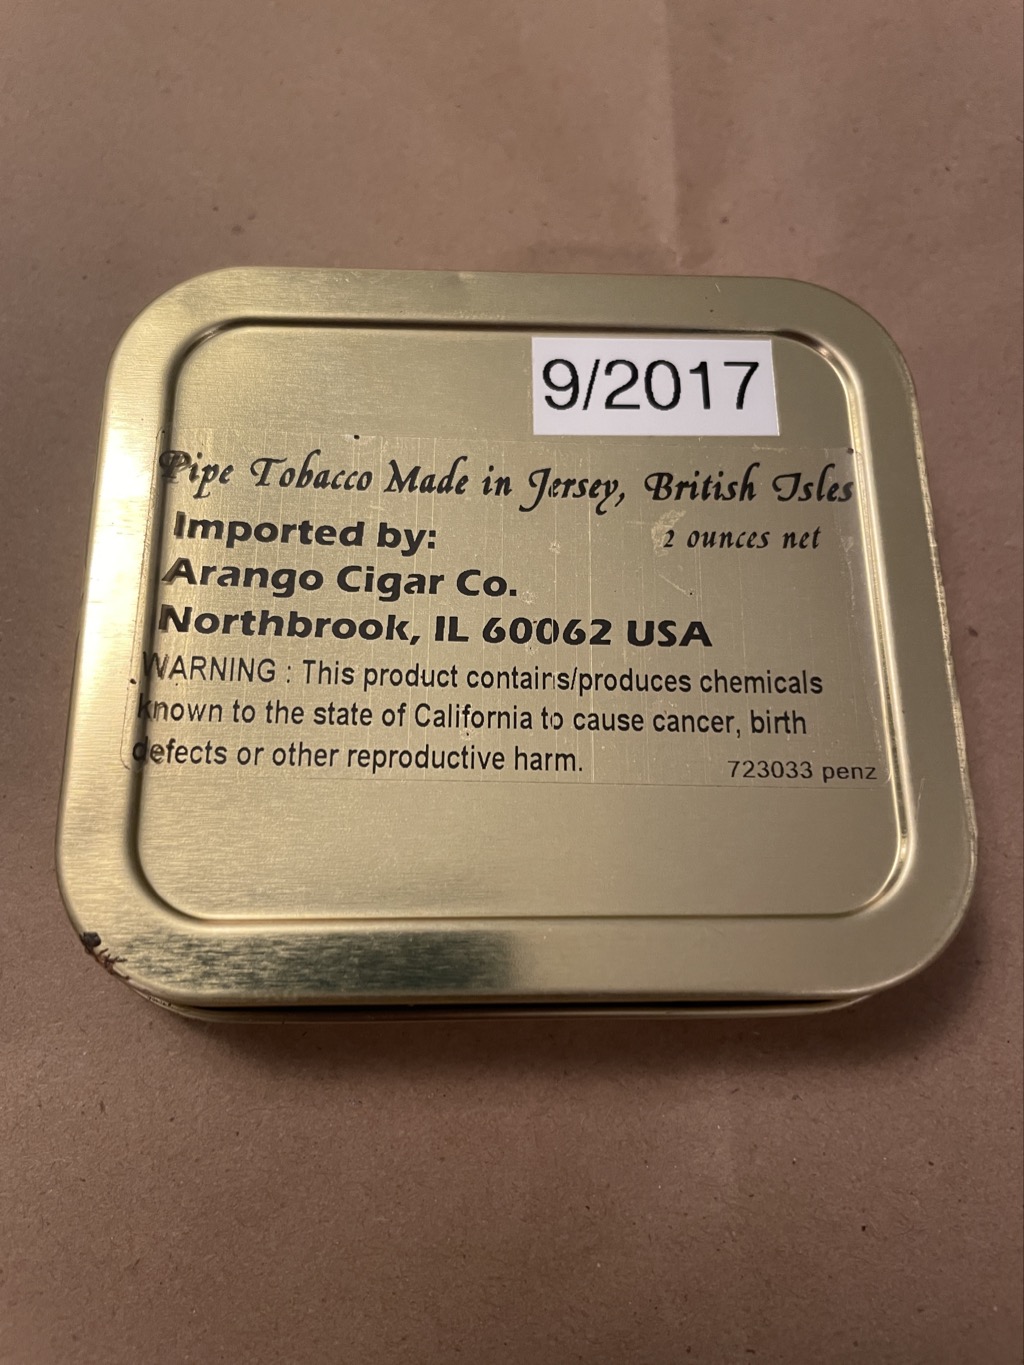 9/2017
Pipe Tobacco Made in Jersey, British Isles
Imported by:
2 ounces net
Arango Cigar Co.
Northbrook, IL 60062 USA
WARNING : This product contains/produces chemicals
known to the state of California to cause cancer, birth
defects or other reproductive harm.
723033 penz